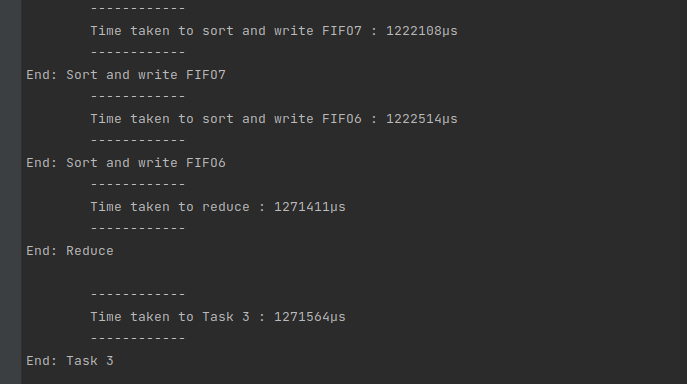 ------------
Time taken to sort and write FIFO7 : 1222108µs
------------
End: Sort and write FIFO7
------------
Time taken to sort and write FIFO6 : 1222514µs
------------
End: Sort and write FIFO6
------------
Time taken to reduce : 1271411µs
------------
End: Reduce
------------
Time taken to Task 3 : 1271564µs
------------
End: Task 3